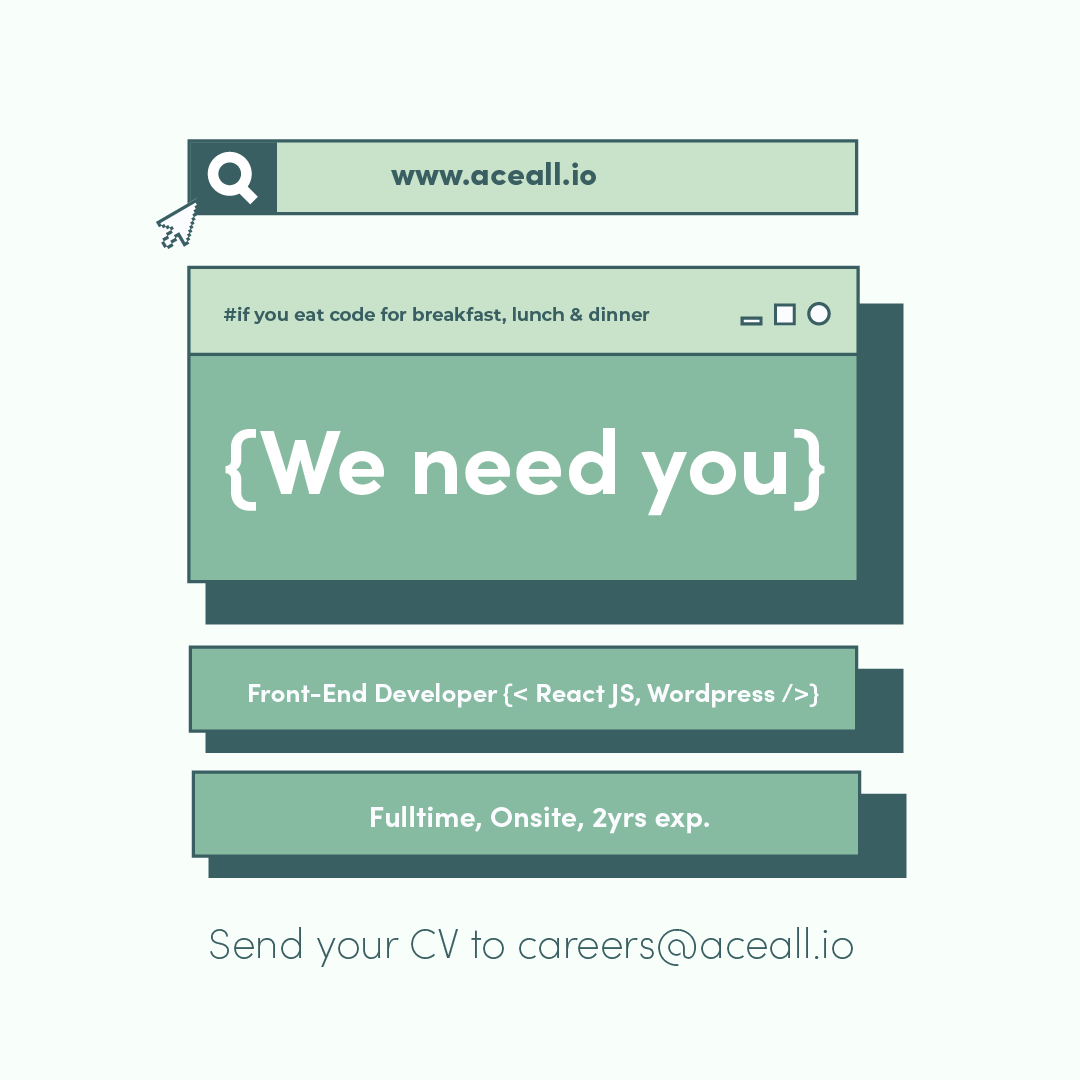 www.aceall.io
#if you eat code for breakfast, lunch & dinner
{We need you}
Front-End Developer {< React JS, Wordpress />}
Fulltime, Onsite, 2yrs exp.
Send your CV to careers@aceall.io